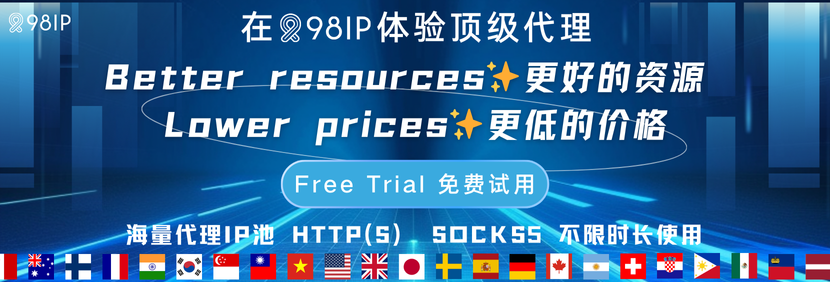 98IP
在98IP体验顶级代理
Better resources✨更好的资源
Lower prices✨更低的价格
Free Trial 免费试用
海量代理IP池 HTTP(S) SOCKS5 不限时长使用